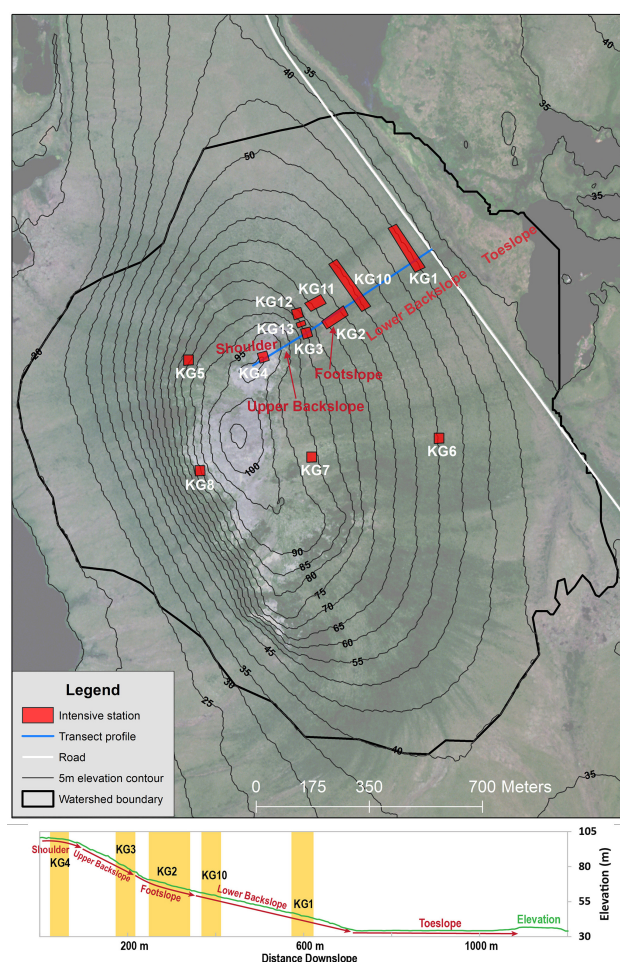 40
35
40
35
50
35
Toeslope
KG1
KG10
Lower Backslope
KG11
KG12
KG13
KG2
KG3
Shoulder
95
KG4
Footslope
KG5
20
Upper Backslope
KG6
KG7
100
KG8
90
85
80
75
70
65
60
55
45
35
30
25
40
35
Legend
Intensive station
Transect profile
Road
5m elevation contour
Watershed boundary
0 175 350 700 Meters
105
80
55
30
Elevation (m)
Shoulder
KG4
Upper Backslope
KG3
KG2
Footslope
KG10
Lower Backslope
KG1
Toeslope
Elevation
200 m 600 m 1000 m
Distance Downslope